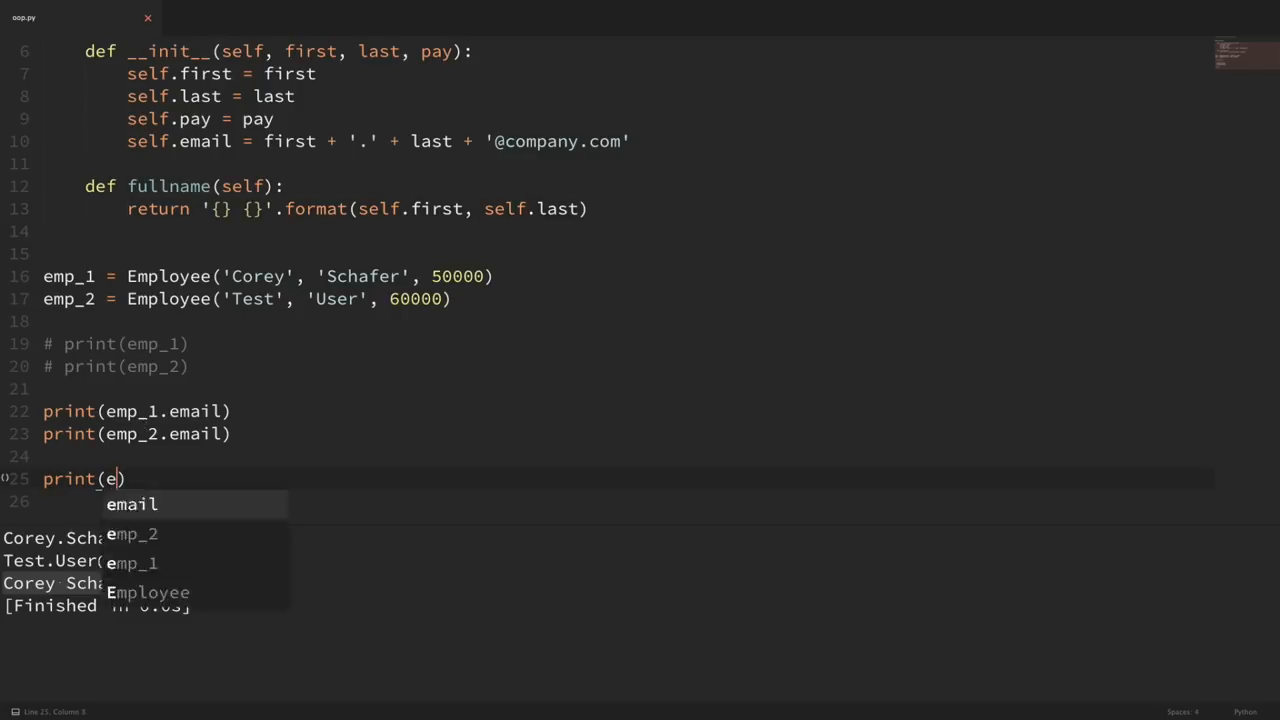 oop.py ×
6 def __init__(self, first, last, pay):
7 self.first = first
8 self.last = last
9 self.pay = pay
10 self.email = first + '.' + last + '@company.com'
11
12 def fullname(self):
13 return '{} {}'.format(self.first, self.last)
14
15
16 emp_1 = Employee('Corey', 'Schafer', 50000)
17 emp_2 = Employee('Test', 'User', 60000)
18
19 # print(emp_1)
20 # print(emp_2)
21
22 print(emp_1.email)
23 print(emp_2.email)
24
()25 print(e)
26
email
emp_2
emp_1
Employee
Corey.Scha
Test.User
Corey Scha
[Finished
Line 25, Column 8 Spaces: 4 Python